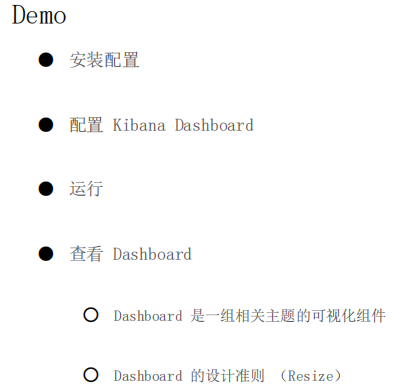 Demo
安装配置
配置 Kibana Dashboard
运行
查看 Dashboard
Dashboard 是一组相关主题的可视化组件
Dashboard 的设计准则 （Resize）